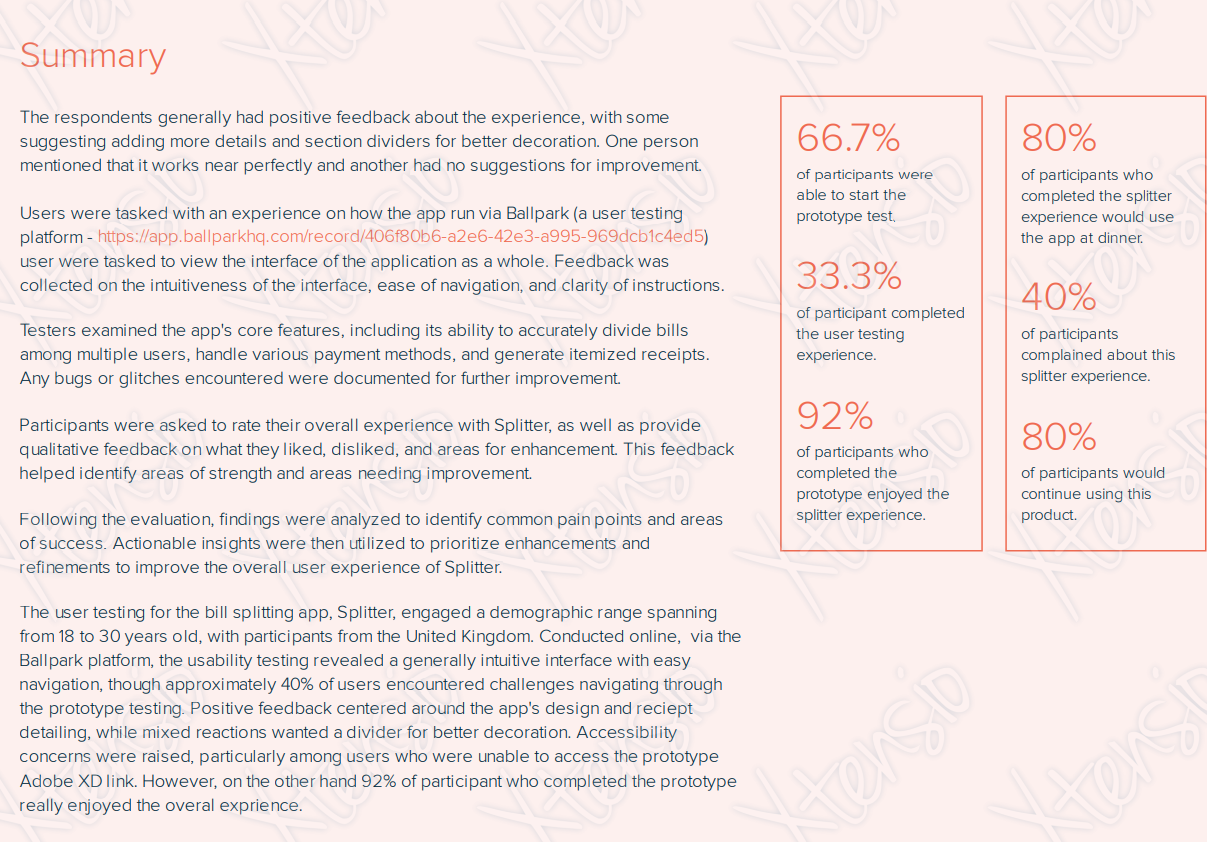 Summary
The respondents generally had positive feedback about the experience, with some
suggesting adding more details and section dividers for better decoration. One person
mentioned that it works near perfectly and another had no suggestions for improvement.
Users were tasked with an experience on how the app run via Ballpark (a user testing
platform - https://app.ballparkhq.com/record/406f80b6-a2e6-42e3-a995-969dcb1c4ed5)
user were tasked to view the interface of the application as a whole. Feedback was
collected on the intuitiveness of the interface, ease of navigation, and clarity of instructions.
Testers examined the app's core features, including its ability to accurately divide bills
among multiple users, handle various payment methods, and generate itemized receipts.
Any bugs or glitches encountered were documented for further improvement.
Participants were asked to rate their overall experience with Splitter, as well as provide
qualitative feedback on what they liked, disliked, and areas for enhancement. This feedback
helped identify areas of strength and areas needing improvement.
Following the evaluation, findings were analyzed to identify common pain points and areas
of success. Actionable insights were then utilized to prioritize enhancements and
refinements to improve the overall user experience of Splitter.
The user testing for the bill splitting app, Splitter, engaged a demographic range spanning
from 18 to 30 years old, with participants from the United Kingdom. Conducted online,  via the
Ballpark platform, the usability testing revealed a generally intuitive interface with easy
navigation, though approximately 40% of users encountered challenges navigating through
the prototype testing. Positive feedback centered around the app's design and reciept
detailing, while mixed reactions wanted a divider for better decoration. Accessibility
concerns were raised, particularly among users who were unable to access the prototype
Adobe XD link. However, on the other hand 92% of participant who completed the prototype
really enjoyed the overal exprience.
66.7%
of participants were
able to start the
prototype test.
33.3%
of participant completed
the user testing
experience.
92%
of participants who
completed the
prototype enjoyed the
splitter experience.
80%
of participants who
completed the splitter
experience would use
the app at dinner.
40%
of participants
complained about this
splitter experience.
80%
of participants would
continue using this
product.